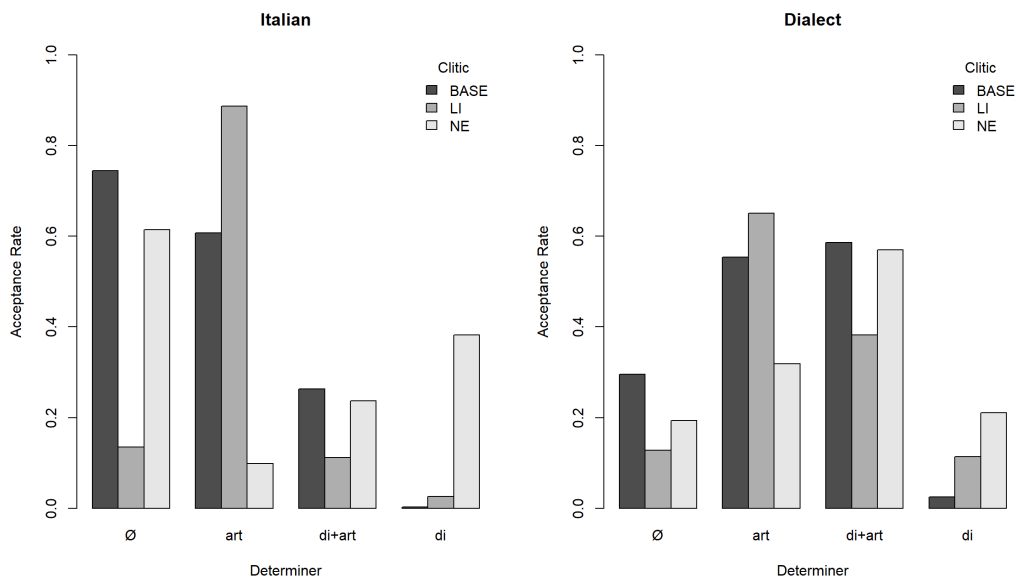 Italian
Clitic
BASE
LI
NE
Acceptance Rate
1.0
0.8
0.6
0.4
0.2
0.0
Ø
art
di+art
di
Determiner
Dialect
Clitic
BASE
LI
NE
Acceptance Rate
1.0
0.8
0.6
0.4
0.2
0.0
Ø
art
di+art
di
Determiner